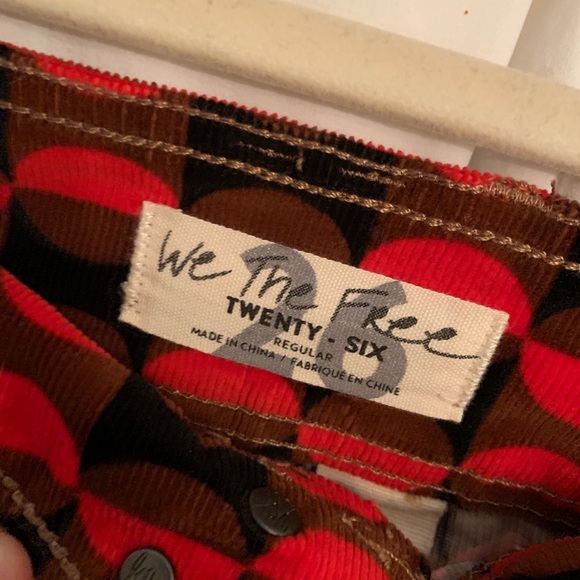 We The Free
26
TWENTY - SIX
REGULAR
MADE IN CHINA / FABRIQUÉ EN CHINE